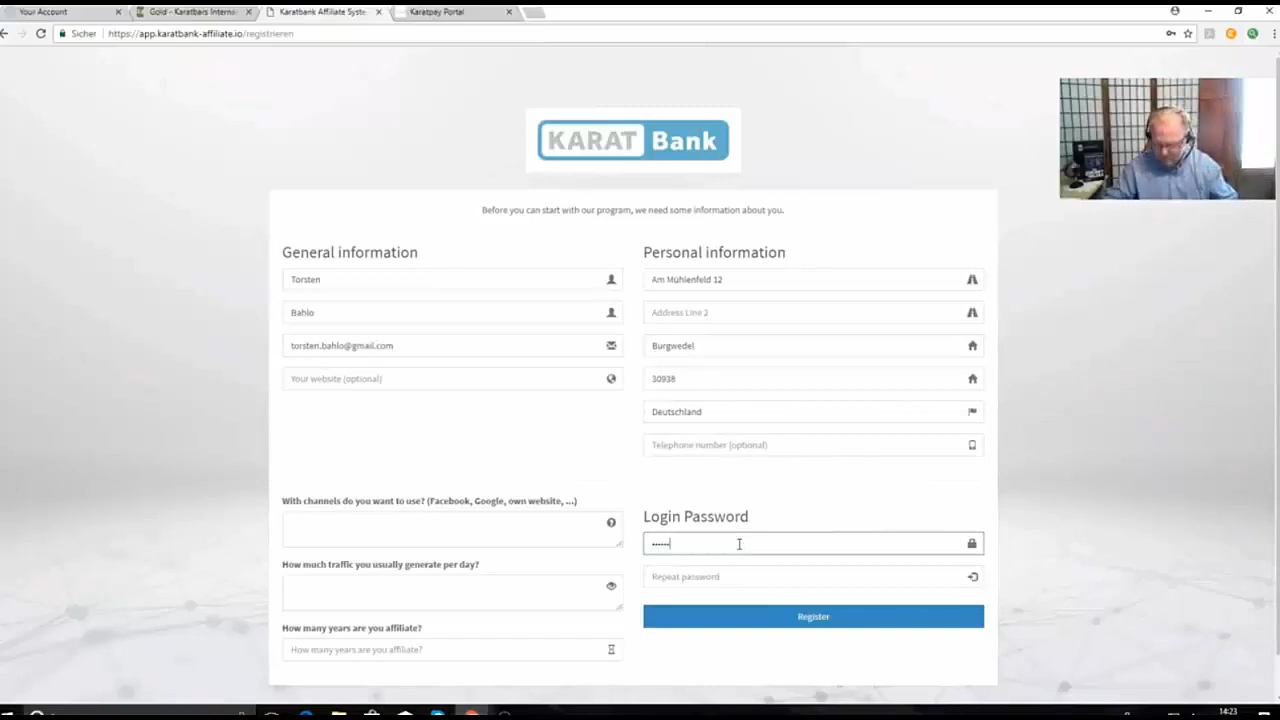 Your Account
Gold - Karatbars Internat
Karatbank Affiliate Syste
Karatpay Portal
Sicher
https://app.karatbank-affiliate.io/registrieren
KARAT Bank
Before you can start with our program, we need some information about you.
General information
Torsten
Bahlo
torsten.bahlo@gmail.com
Your website (optional)
With channels do you want to use? (Facebook, Google, own website, ...)
How much traffic you usually generate per day?
How many years are you affiliate?
How many years are you affiliate?
Personal information
Am Mühlenfeld 12
Address Line 2
Burgwedel
30938
Deutschland
Telephone number (optional)
Login Password
••••••
Repeat password
Register
14:23